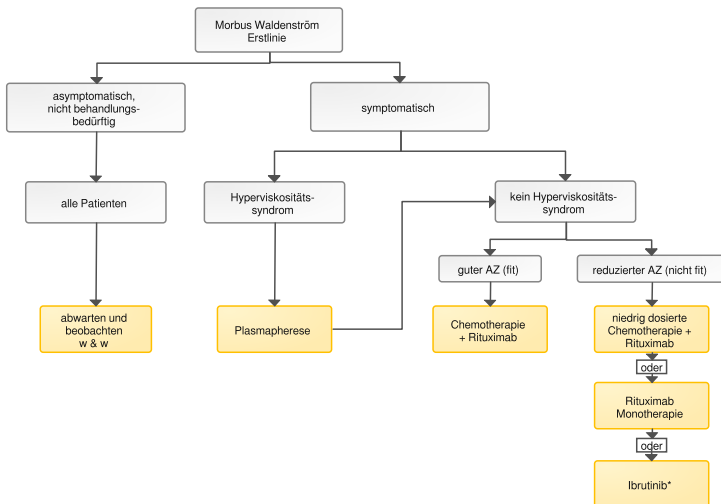 Morbus Waldenström
Erstlinie
asymptomatisch,
nicht behandlungs-
bedürftig
symptomatisch
alle Patienten
Hyperviskositäts-
syndrom
kein Hyperviskositäts-
syndrom
guter AZ (fit)
reduzierter AZ (nicht fit)
abwarten und
beobachten
w & w
Plasmapherese
Chemotherapie
+ Rituximab
niedrig dosierte
Chemotherapie +
Rituximab
oder
Rituximab
Monotherapie
oder
Ibrutinib*